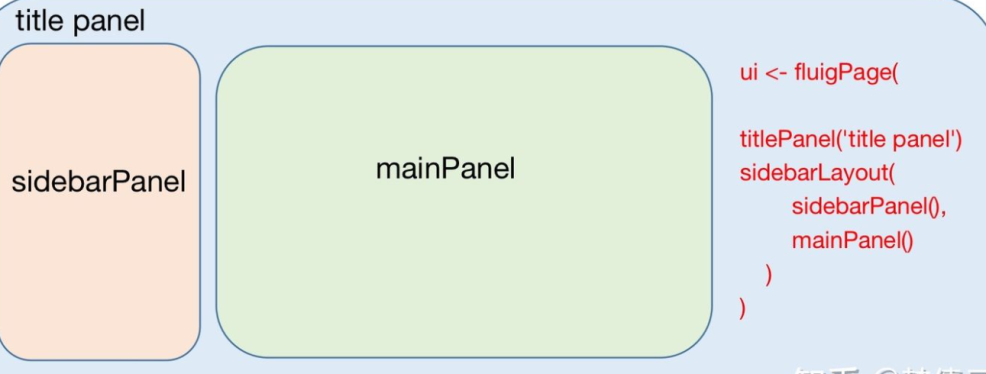 title panel
sidebarPanel
mainPanel
ui <- fluigPage(
titlePanel('title panel')
sidebarLayout(
sidebarPanel(),
mainPanel()
)
)